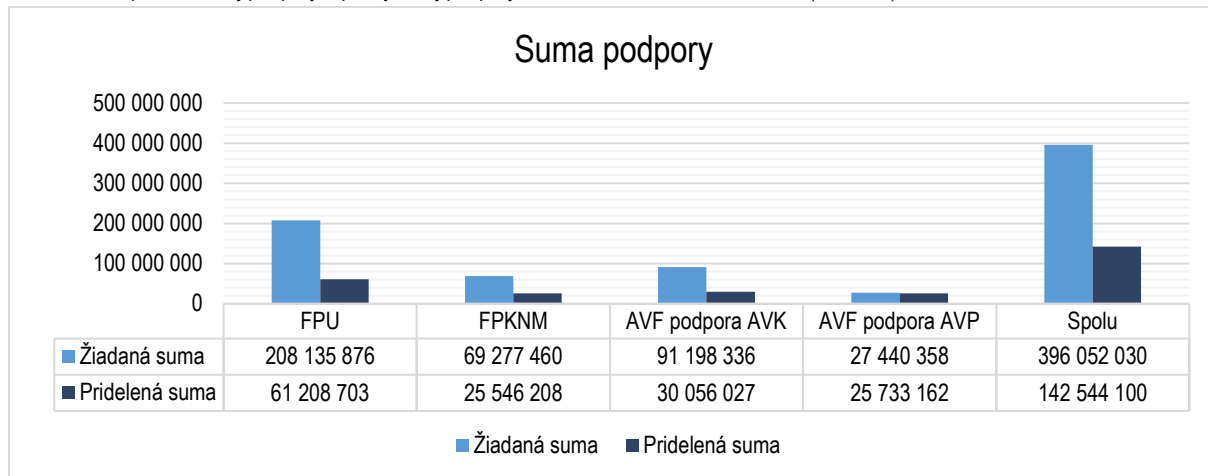 Suma podpory
500 000 000
400 000 000
300 000 000
200 000 000
100 000 000
0
FPU FPKNM AVF podpora AVK AVF podpora AVP Spolu
Žiadaná suma 208 135 876 69 277 460 91 198 336 27 440 358 396 052 030
Pridelená suma 61 208 703 25 546 208 30 056 027 25 733 162 142 544 100
Žiadaná suma Pridelená suma